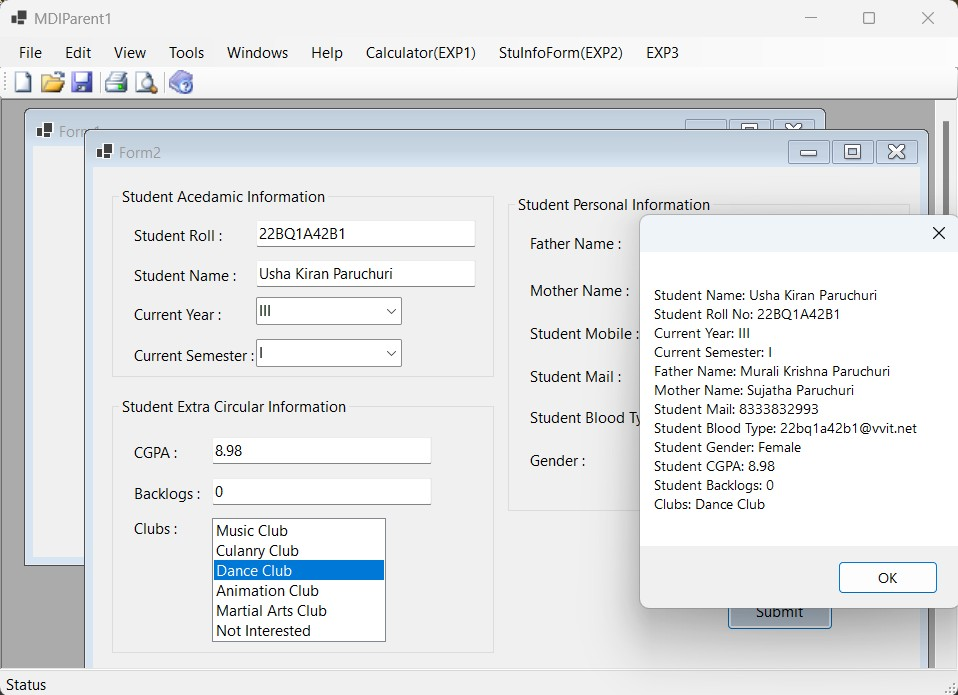 MDIParent1
File Edit View Tools Windows Help Calculator(EXP1) StuInfoForm(EXP2) EXP3
Form2
Student Acedamic Information
Student Roll : 22BQ1A42B1
Student Name : Usha Kiran Paruchuri
Current Year : III
Current Semester : I
Student Extra Circular Information
CGPA : 8.98
Backlogs : 0
Clubs :
Music Club
Culanry Club
Dance Club
Animation Club
Martial Arts Club
Not Interested
Student Personal Information
Father Name :
Mother Name :
Student Mobile :
Student Mail :
Student Blood
Gender :
Student Name: Usha Kiran Paruchuri
Student Roll No: 22BQ1A42B1
Current Year: III
Current Semester: I
Father Name: Murali Krishna Paruchuri
Mother Name: Sujatha Paruchuri
Student Mail: 8333832993
Student Blood Type: 22bq1a42b1@vvit.net
Student Gender: Female
Student CGPA: 8.98
Student Backlogs: 0
Clubs: Dance Club
OK
Submit
Status